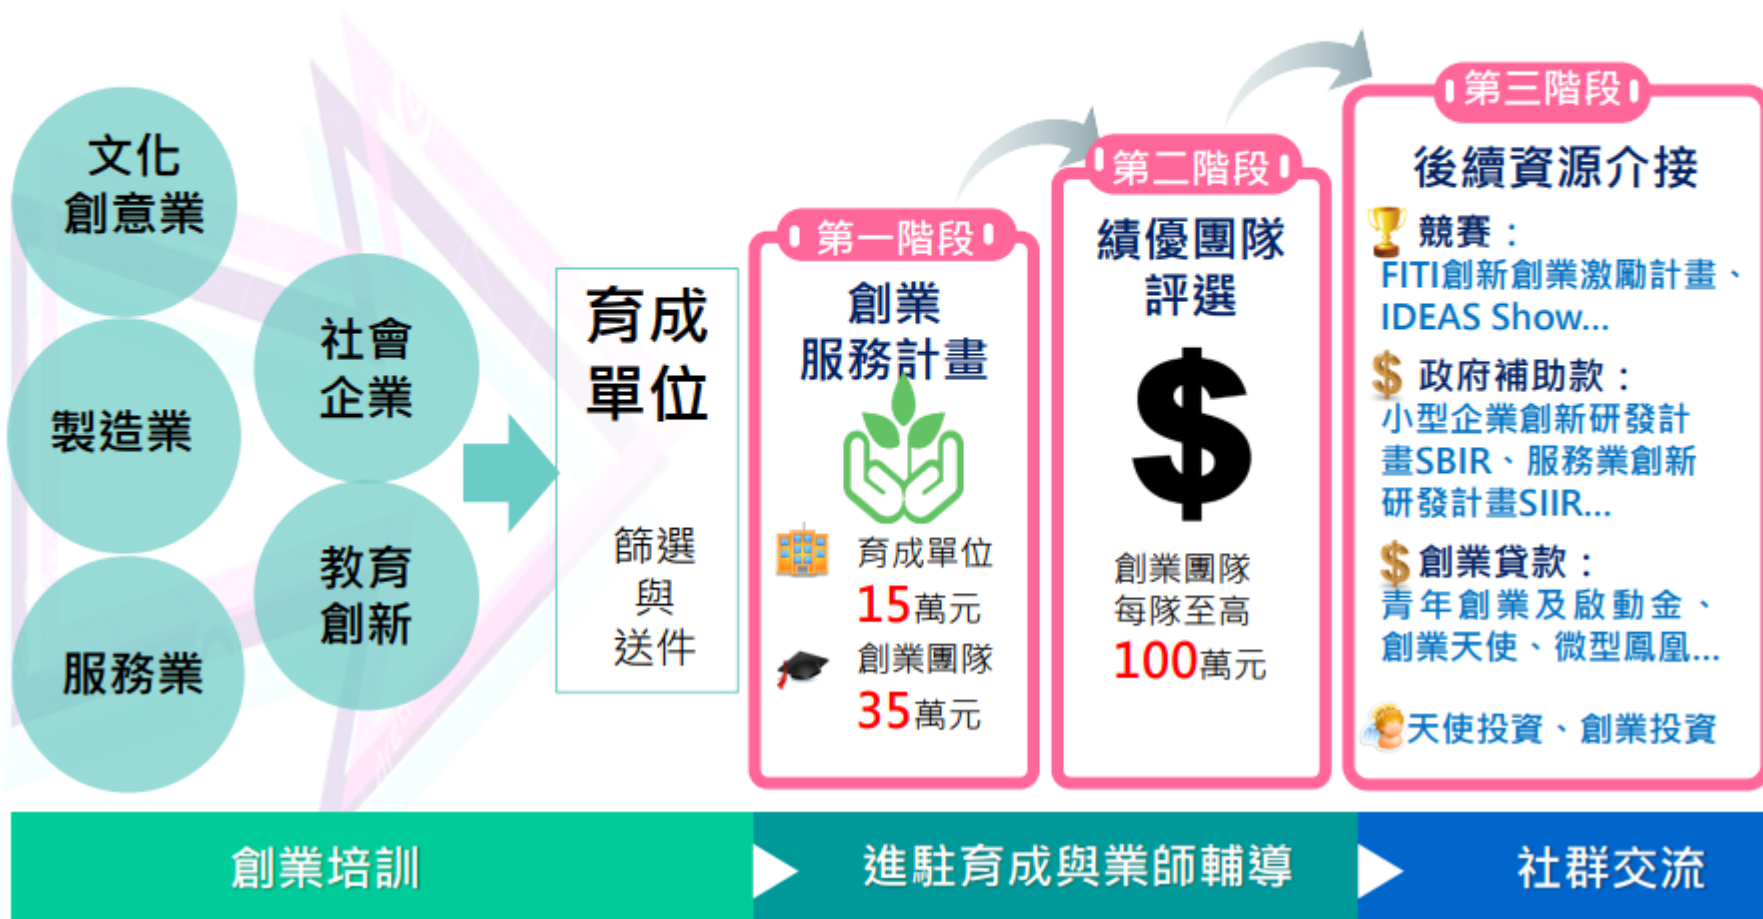 文化
創意業
製造業
服務業
社會
企業
教育
創新
育成
單位
篩選
與
送件
第一階段
創業
服務計畫
育成單位
15萬元
創業團隊
35萬元
第二階段
績優團隊
評選
$
創業團隊
每隊至高
100萬元
第三階段
後續資源介接
競賽：
FITI創新創業激勵計畫、
IDEAS Show...
政府補助款：
小型企業創新研發計
畫SBIR、服務業創新
研發計畫SIIR...
創業貸款：
青年創業及啟動金、
創業天使、微型鳳凰...
天使投資、創業投資
創業培訓
進駐育成與業師輔導
社群交流